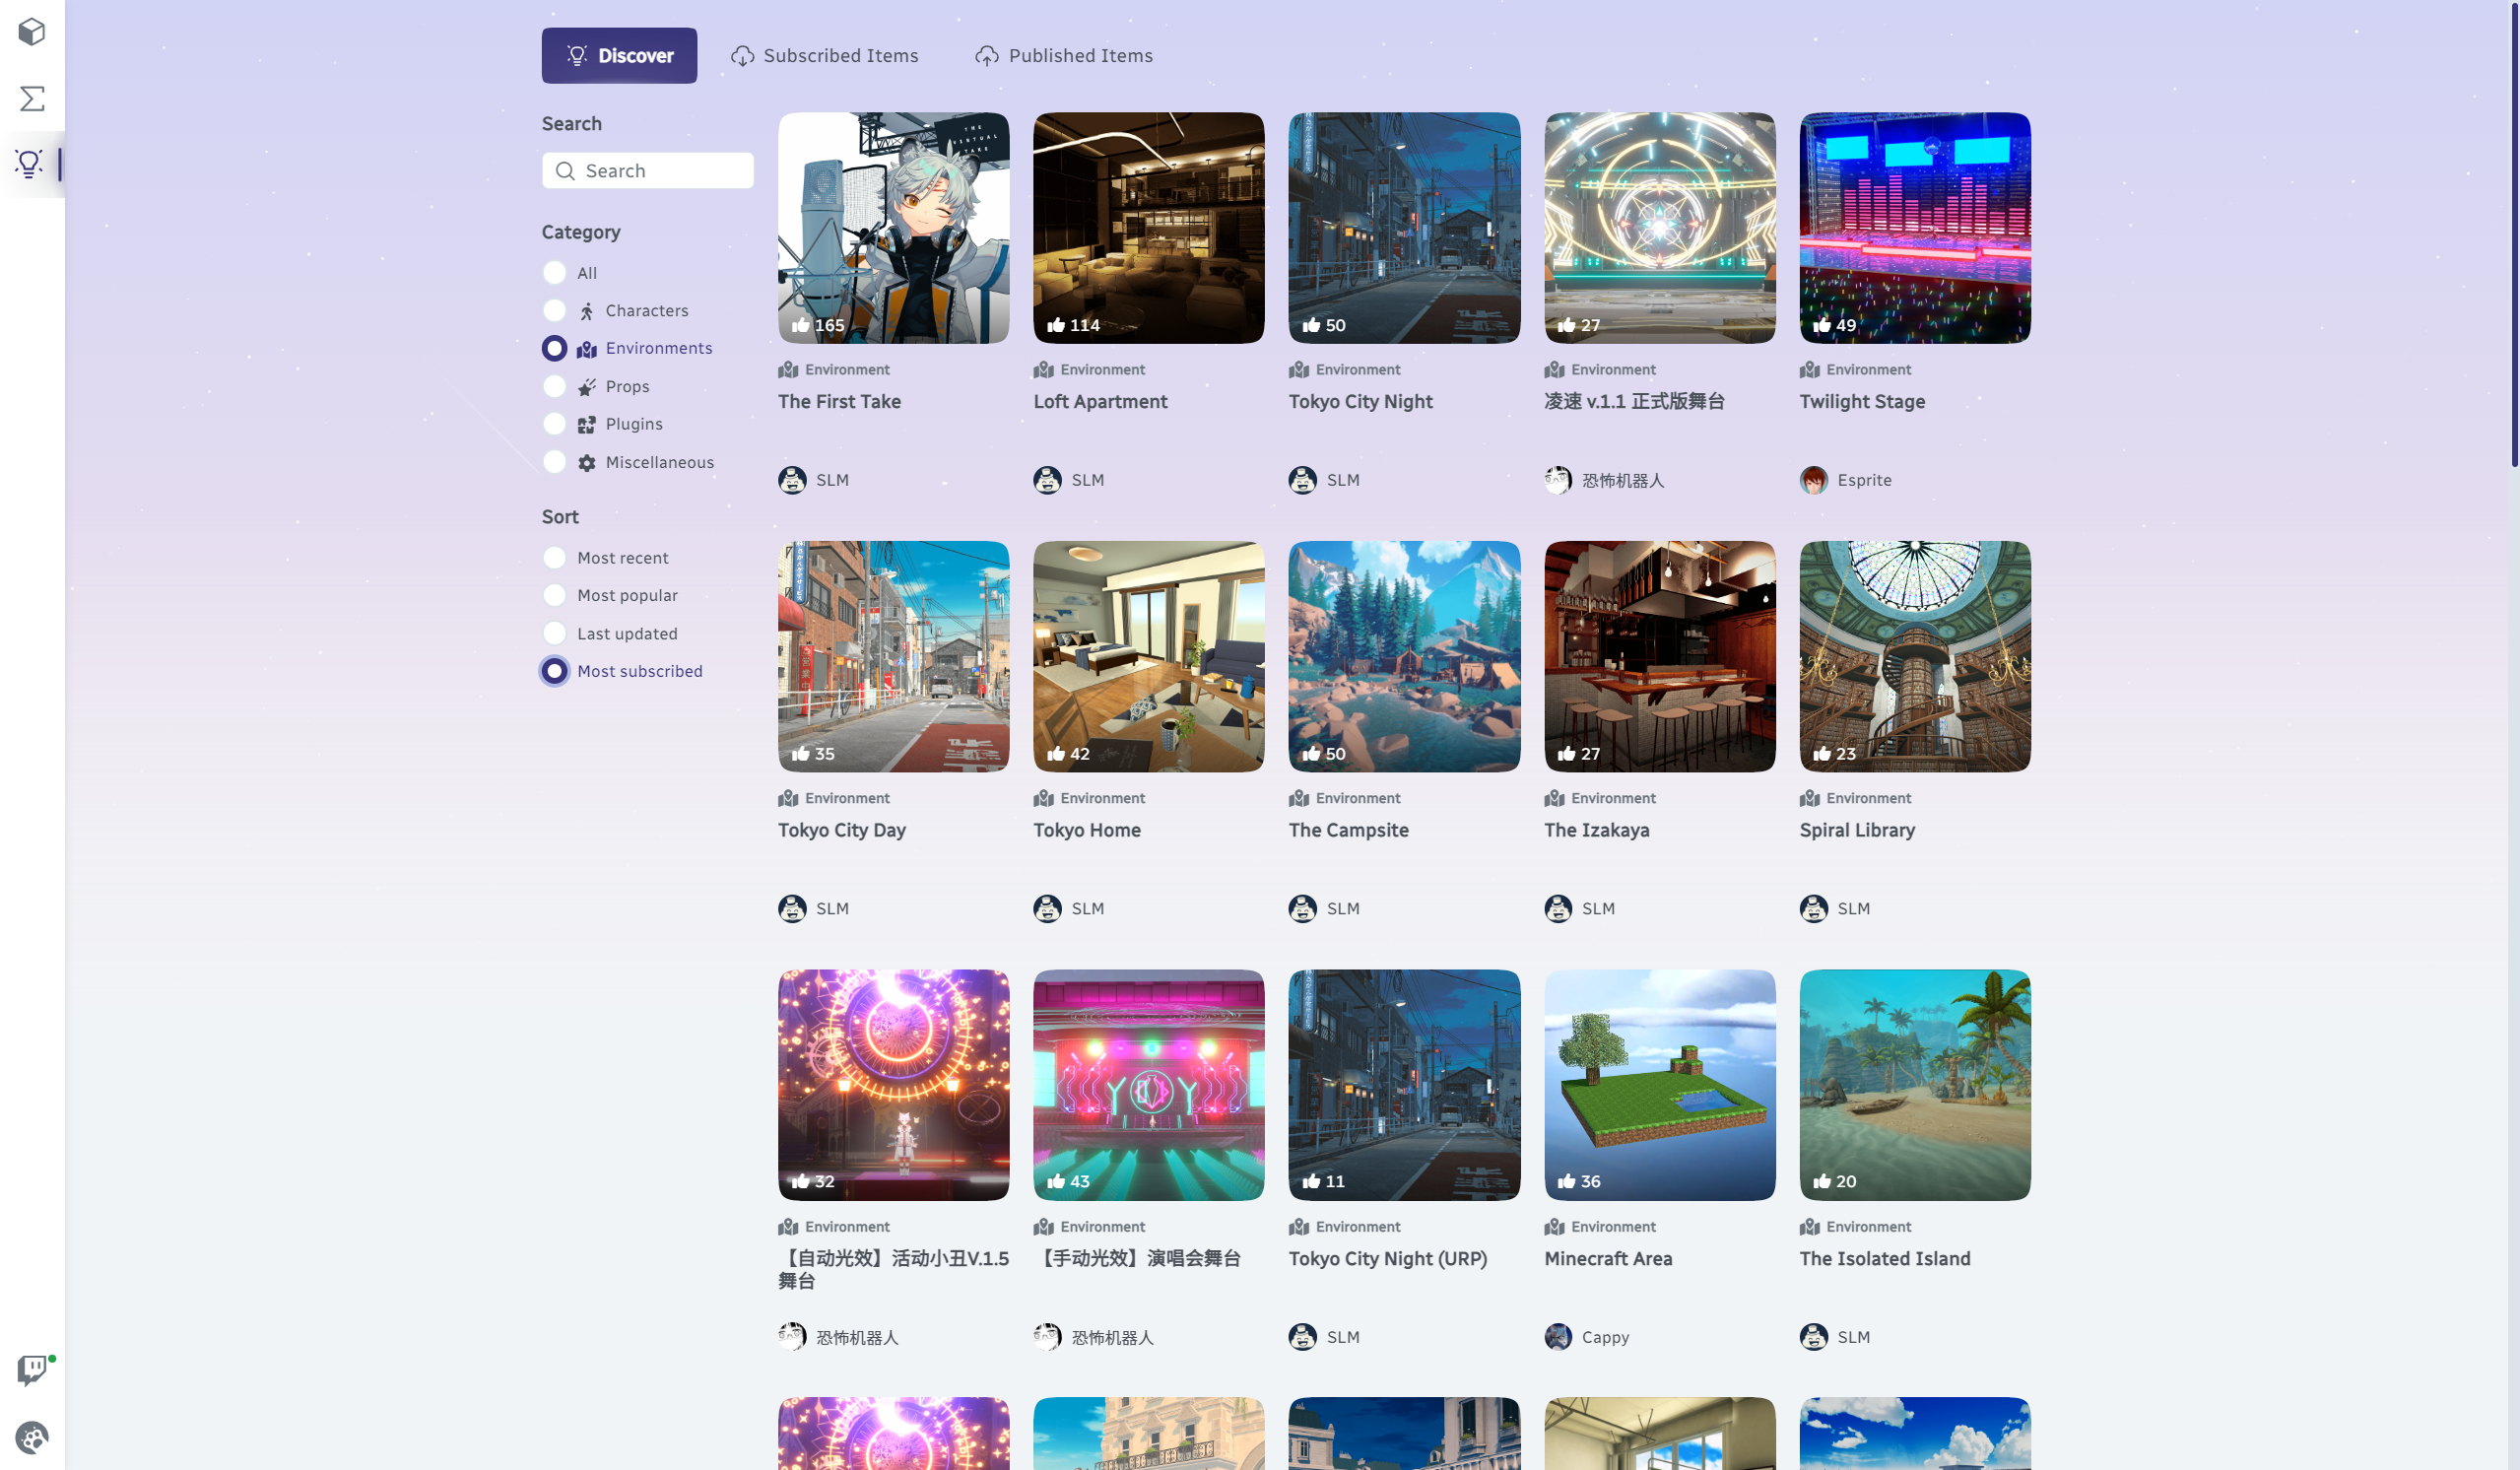 Discover
Subscribed Items
Published Items
Search
Search
Category
All
Characters
Environments
Props
Plugins
Miscellaneous
Sort
Most recent
Most popular
Last updated
Most subscribed
THE
TAKE
165
Environment
The First Take
SLM
114
Environment
Loft Apartment
SLM
50
Environment
Tokyo City Night
SLM
27
Environment
凌速 v.1.1 正式版舞台
恐怖机器人
49
Environment
Twilight Stage
Esprite
35
Environment
Tokyo City Day
SLM
42
Environment
Tokyo Home
SLM
50
Environment
The Campsite
SLM
27
Environment
The Izakaya
SLM
23
Environment
Spiral Library
SLM
32
Environment
【自动光效】活动小丑V.1.5
舞台
恐怖机器人
43
Environment
【手动光效】演唱会舞台
恐怖机器人
11
Environment
Tokyo City Night (URP)
SLM
36
Environment
Minecraft Area
Cappy
20
Environment
The Isolated Island
SLM